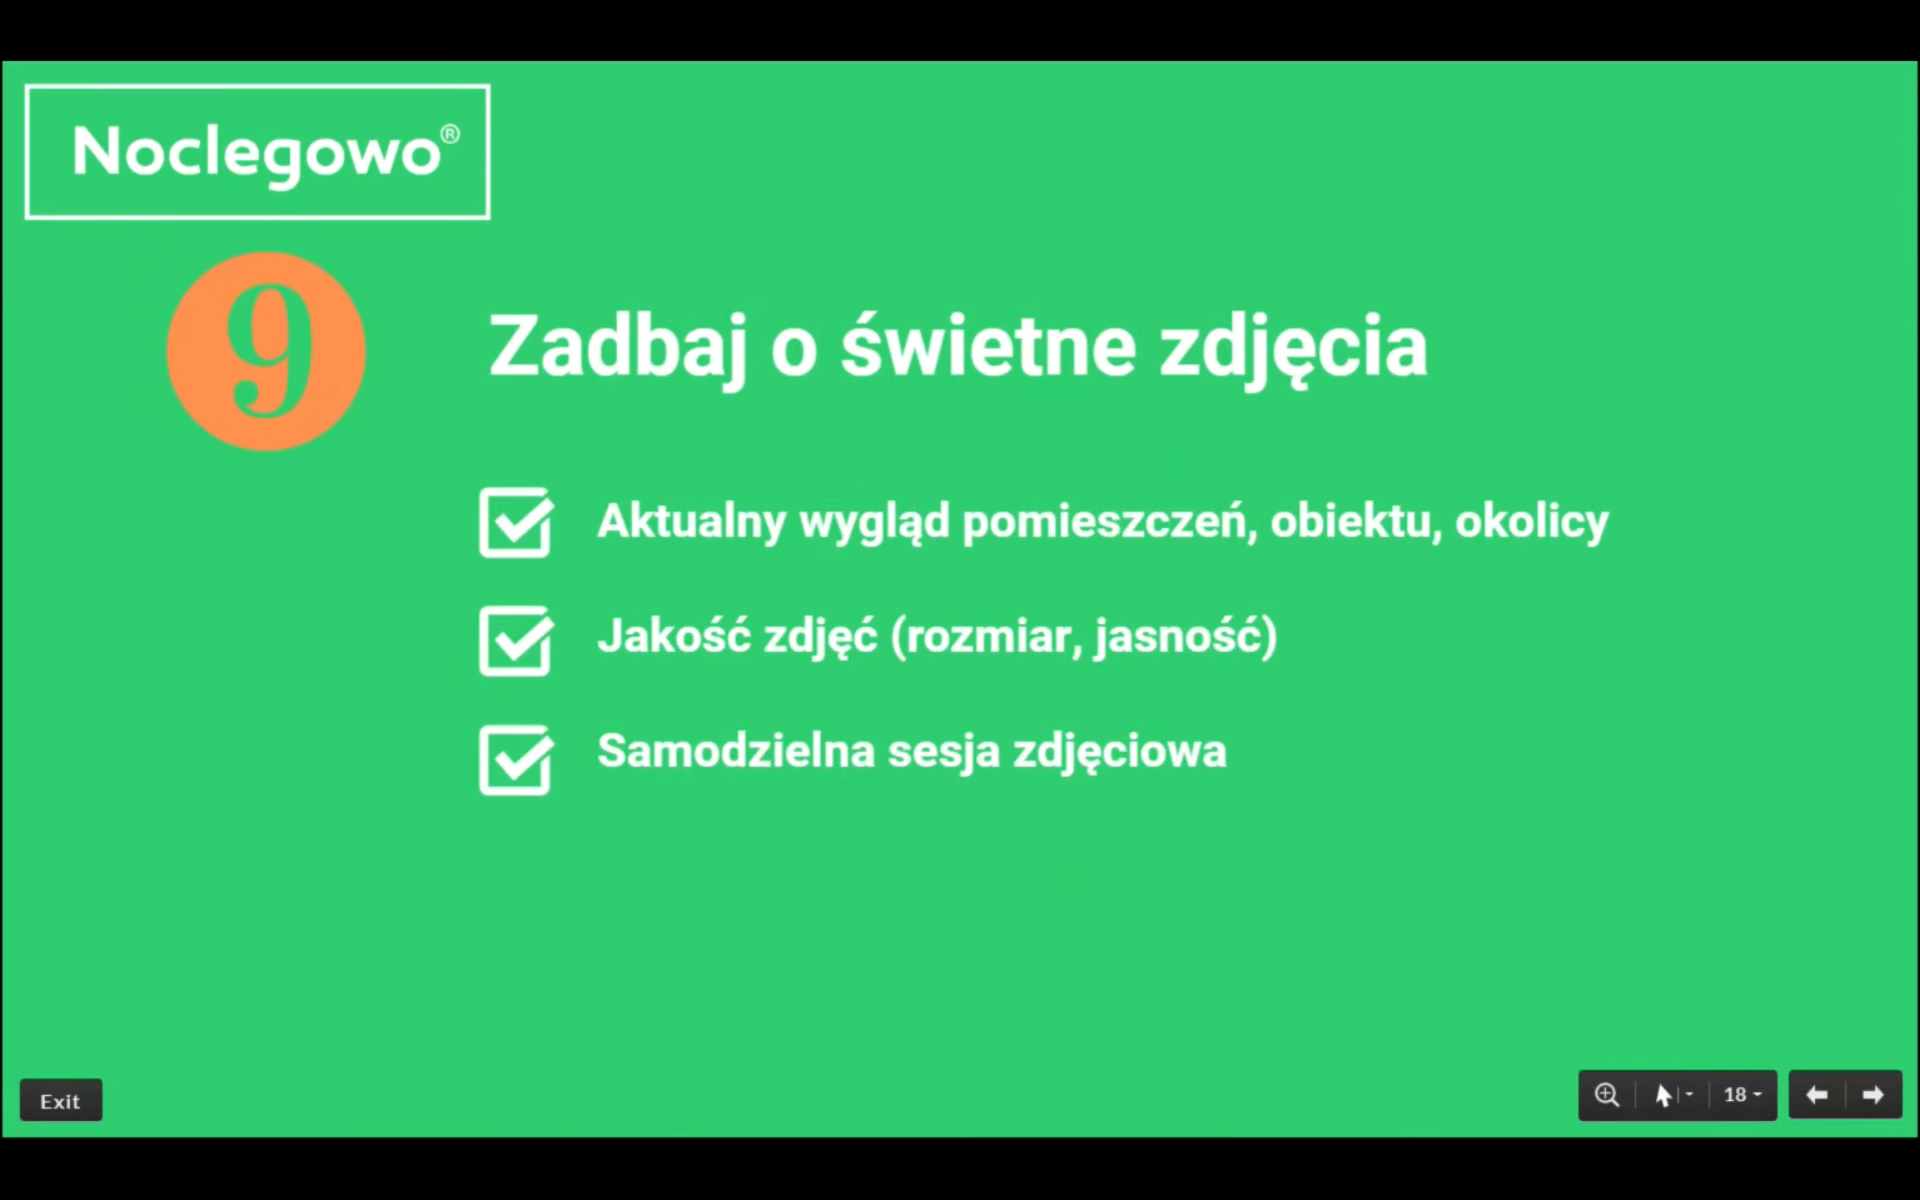 Noclegowo®
9
Zadbaj o świetne zdjęcia
Aktualny wygląd pomieszczeń, obiektu, okolicy
Jakość zdjęć (rozmiar, jasność)
Samodzielna sesja zdjęciowa
Exit
18